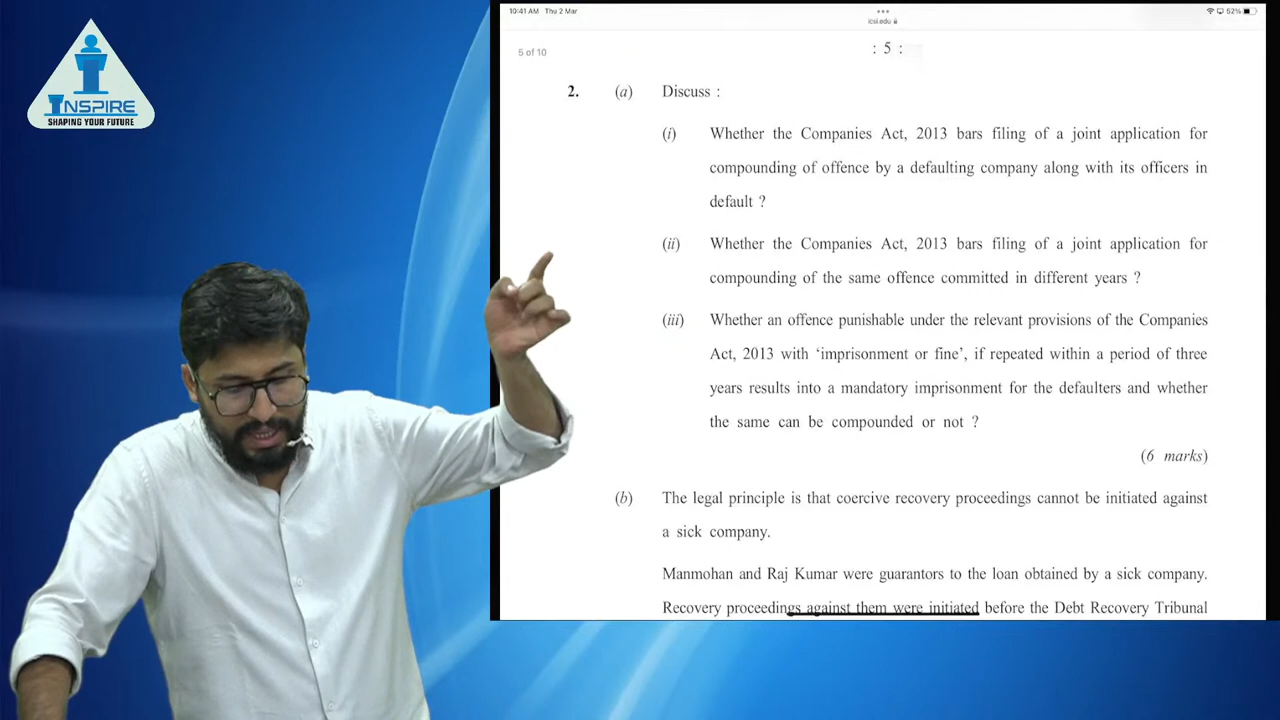 INSPIRE
SHAPING YOUR FUTURE
10:41 AM Thu 2 Mar
icsi.edu
52%
5 of 10
: 5 :
2. (a) Discuss :
(i) Whether the Companies Act, 2013 bars filing of a joint application for
compounding of offence by a defaulting company along with its officers in
default ?
(ii) Whether the Companies Act, 2013 bars filing of a joint application for
compounding of the same offence committed in different years ?
(iii) Whether an offence punishable under the relevant provisions of the Companies
Act, 2013 with ‘imprisonment or fine’, if repeated within a period of three
years results into a mandatory imprisonment for the defaulters and whether
the same can be compounded or not ?
(6 marks)
(b) The legal principle is that coercive recovery proceedings cannot be initiated against
a sick company.
Manmohan and Raj Kumar were guarantors to the loan obtained by a sick company.
Recovery proceedings against them were initiated before the Debt Recovery Tribunal